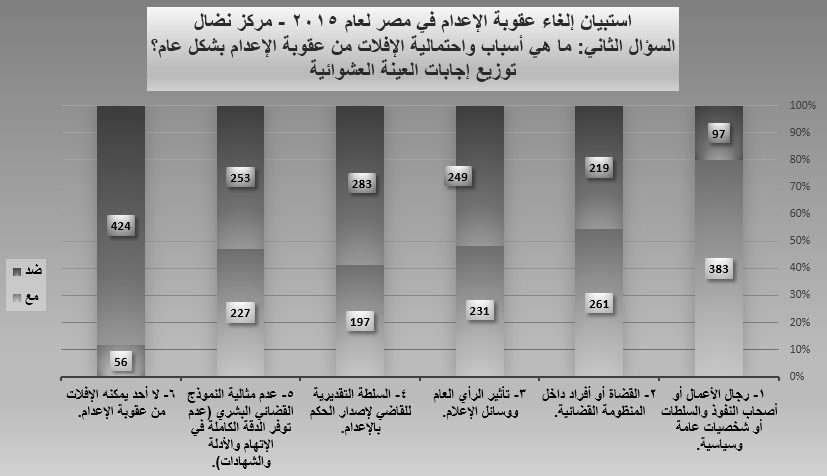 استبيان إلغاء عقوبة الإعدام في مصر لعام ٢٠١٥ - مركز نضال
السؤال الثاني: ما هي أسباب واحتمالية الإفلات من عقوبة الإعدام بشكل عام؟
توزيع إجابات العينة العشوائية
100%
90%
80%
70%
60%
50%
40%
30%
20%
10%
0%
97
383
219
261
249
231
283
197
253
227
424
56
ضد
مع
١- رجال الأعمال أو
أصحاب النفوذ والسلطات
أو شخصيات عامة
وسياسية.
٢- القضاة أو أفراد داخل
المنظومة القضائية.
٣- تأثير الرأي العام
ووسائل الإعلام.
٤- السلطة التقديرية
للقاضي لإصدار الحكم
بالإعدام.
٥- عدم مثالية النموذج
القضائي البشري (عدم
توفر الدقة الكاملة في
الإتهام والأدلة
والشهادات).
٦- لا أحد يمكنه الإفلات
من عقوبة الإعدام.